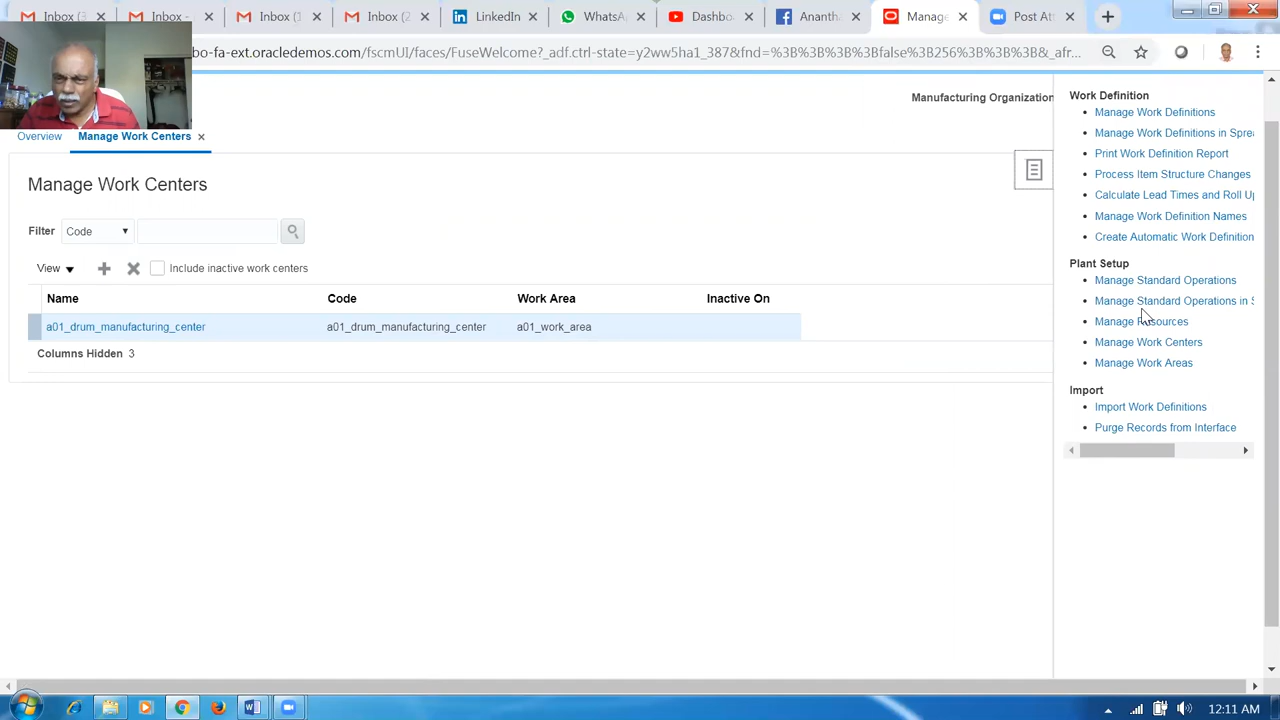 Inbox (3
Inbox -
Inbox (
Inbox (2
LinkedIn
WhatsA
Dashbo
Anantha
Manage
Post Att
bo-fa-ext.oracledemos.com/fscmUI/faces/FuseWelcome?_adf.ctrl-state=y2ww5ha1_387&fnd=%3B%3B%3B%3Bfalse%3B256%3B%3B%3B&_afr...
Manufacturing Organization
Overview
Manage Work Centers
Manage Work Centers
Filter
Code
View
Include inactive work centers
Name Code Work Area Inactive On
a01_drum_manufacturing_center a01_drum_manufacturing_center a01_work_area
Columns Hidden 3
Work Definition
Manage Work Definitions
Manage Work Definitions in Sprea
Print Work Definition Report
Process Item Structure Changes
Calculate Lead Times and Roll Up
Manage Work Definition Names
Create Automatic Work Definition
Plant Setup
Manage Standard Operations
Manage Standard Operations in S
Manage Resources
Manage Work Centers
Manage Work Areas
Import
Import Work Definitions
Purge Records from Interface
12:11 AM